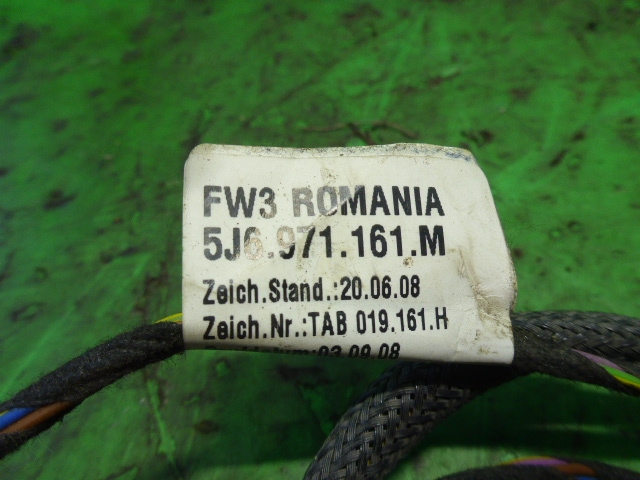 FW3 ROMANIA
5J6.971.161.M
Zeich.Stand.:20.06.08
Zeich.Nr.:TAB 019.161.H